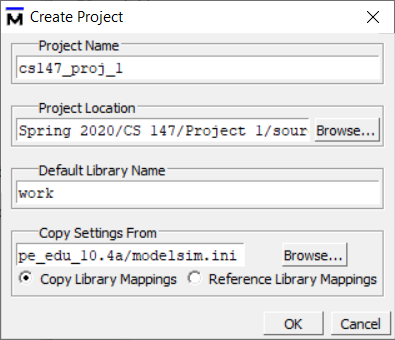 Create Project
Project Name
cs147_proj_1
Project Location
Spring 2020/CS 147/Project 1/sour
Browse...
Default Library Name
work
Copy Settings From
pe_edu_10.4a/modelsim.ini
Browse...
Copy Library Mappings
Reference Library Mappings
OK
Cancel